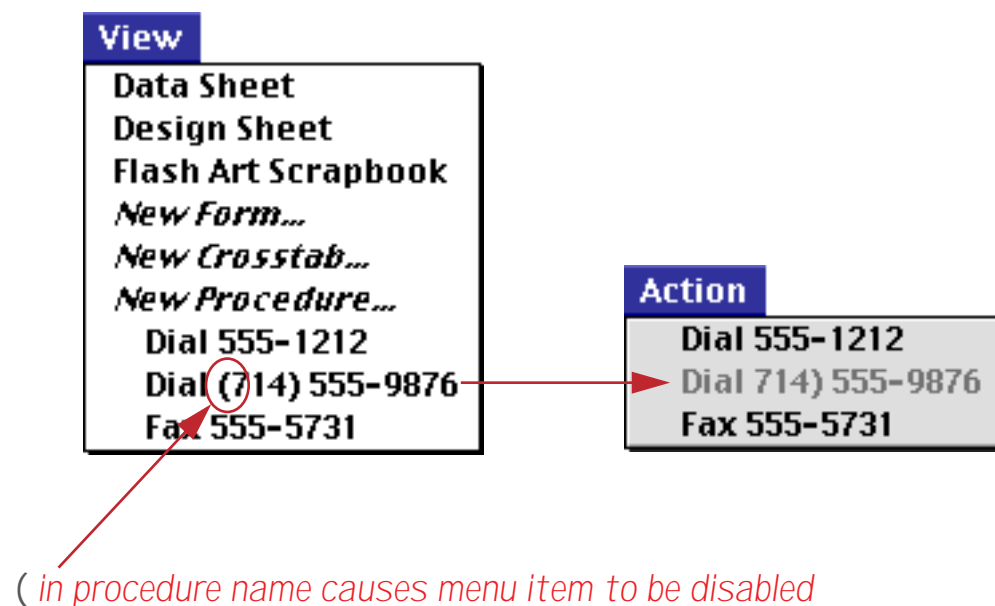 View
Data Sheet
Design Sheet
Flash Art Scrapbook
New Form...
New Crosstab...
New Procedure...
Dial 555-1212
Dial (714) 555-9876
Fax 555-5731
Action
Dial 555-1212
Dial 714) 555-9876
Fax 555-5731
( in procedure name causes menu item to be disabled